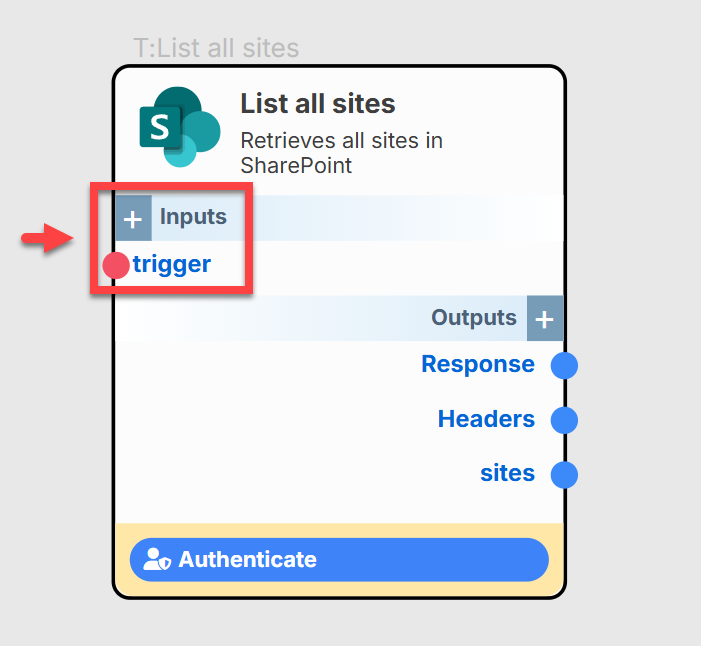 T:List all sites
S
List all sites
Retrieves all sites in
SharePoint
+ Inputs
trigger
Outputs +
Response
Headers
sites
Authenticate